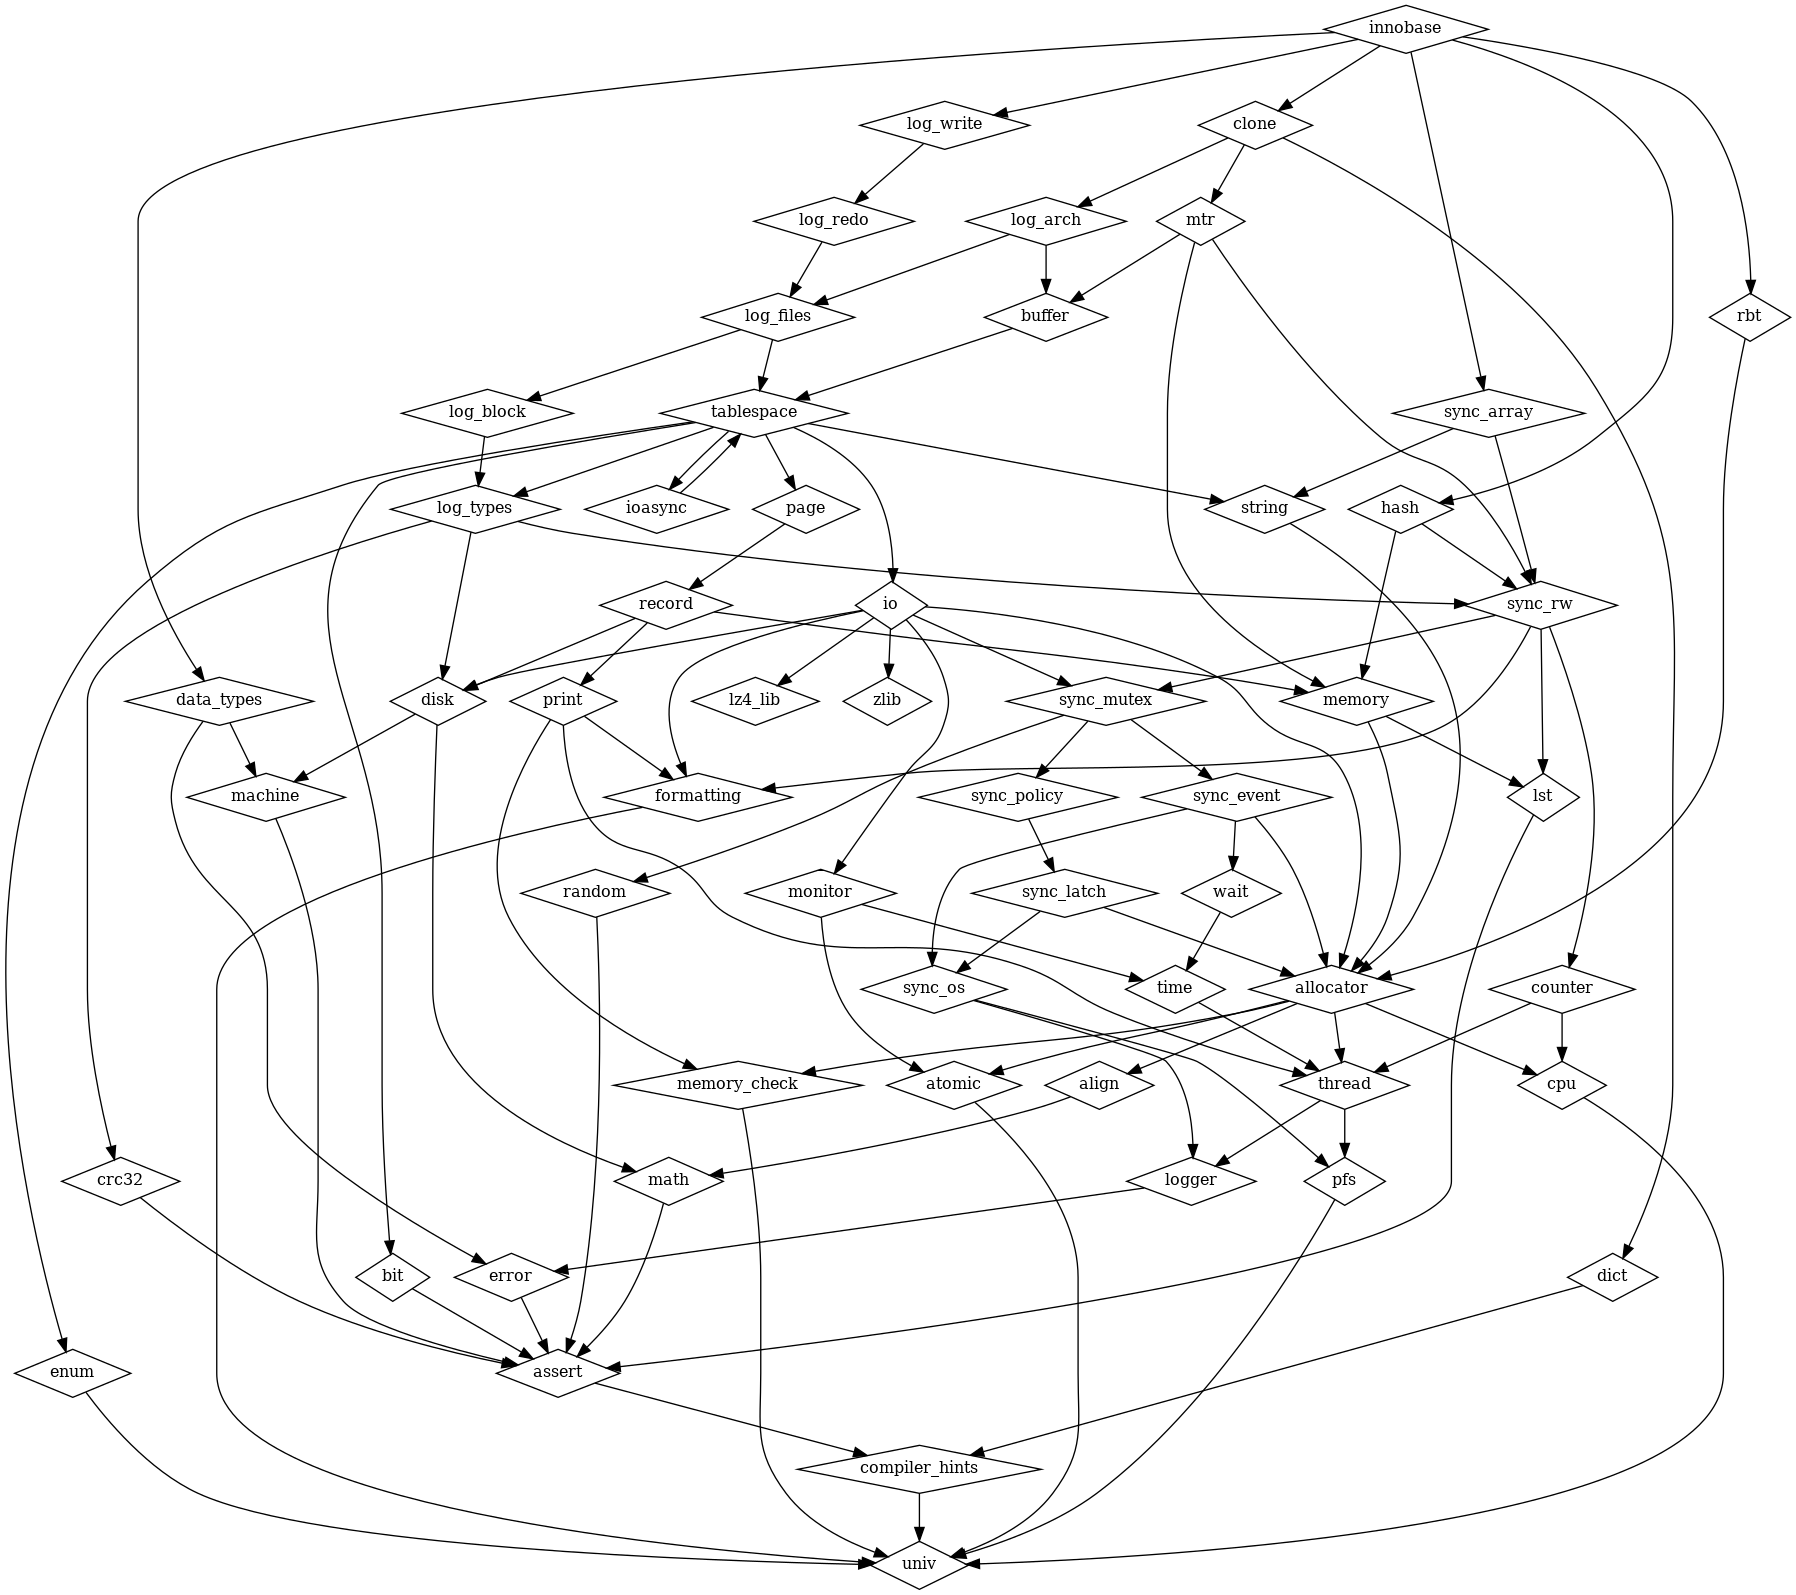 innobase
log_write
clone
log_redo
log_arch
mtr
log_files
buffer
rbt
log_block
tablespace
sync_array
log_types
ioasync
page
string
hash
record
io
sync_rw
data_types
disk
print
lz4_lib
zlib
sync_mutex
memory
machine
formatting
sync_policy
sync_event
lst
random
monitor
sync_latch
wait
sync_os
time
allocator
counter
memory_check
atomic
align
thread
cpu
crc32
math
logger
pfs
bit
error
dict
enum
assert
compiler_hints
univ